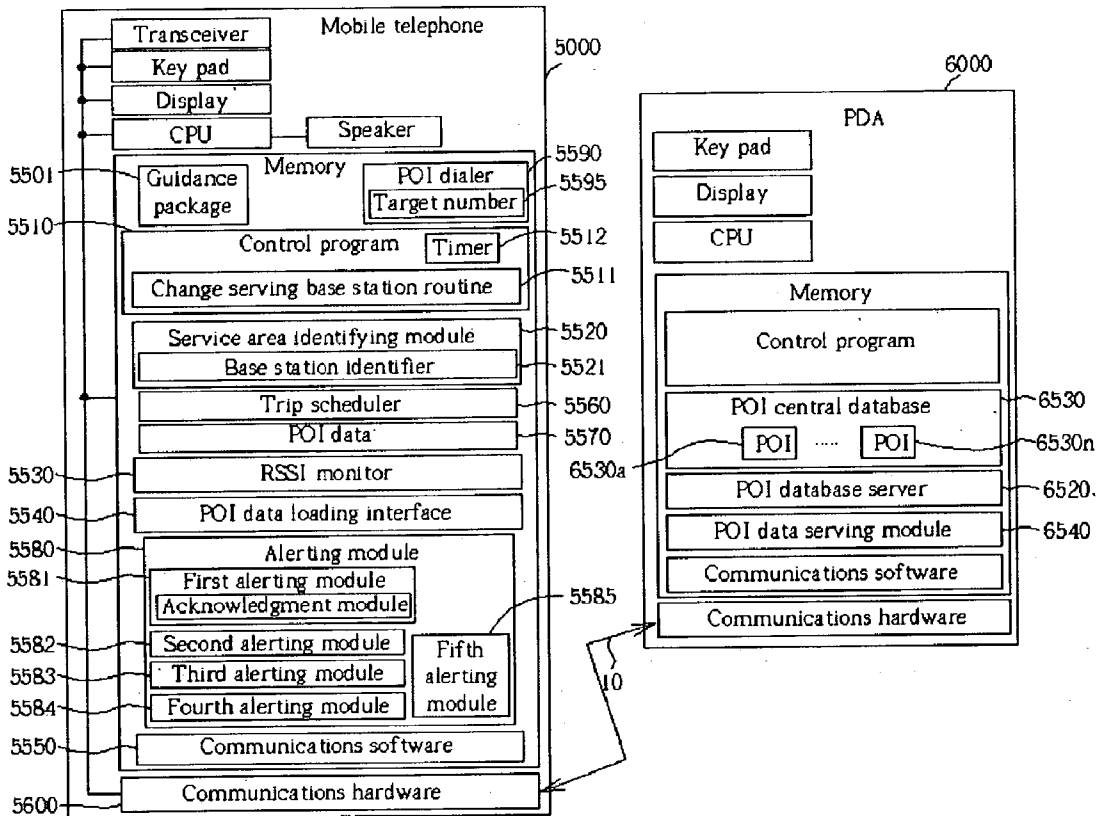 Transceiver
Mobile telephone
Key pad
5000
Display
CPU
Speaker
Memory
5501
Guidance package
POI dialer
5590
Target number
5595
5510
Control program
Timer
5512
Change serving base station routine
5511
Service area identifying module
5520
Base station identifier
5521
Trip scheduler
5560
POI data
5570
5530
RSSI monitor
5540
POI data loading interface
5580
Alerting module
5581
First alerting module
Acknowledgment module
5585
5582
Second alerting module
Fifth alerting module
5583
Third alerting module
5584
Fourth alerting module
5550
Communications software
5600
Communications hardware
10
6000
PDA
Key pad
Display
CPU
Memory
Control program
POI central database
6530
POI
.....
POI
6530a
6530n
POI database server
6520
POI data serving module
6540
Communications software
Communications hardware